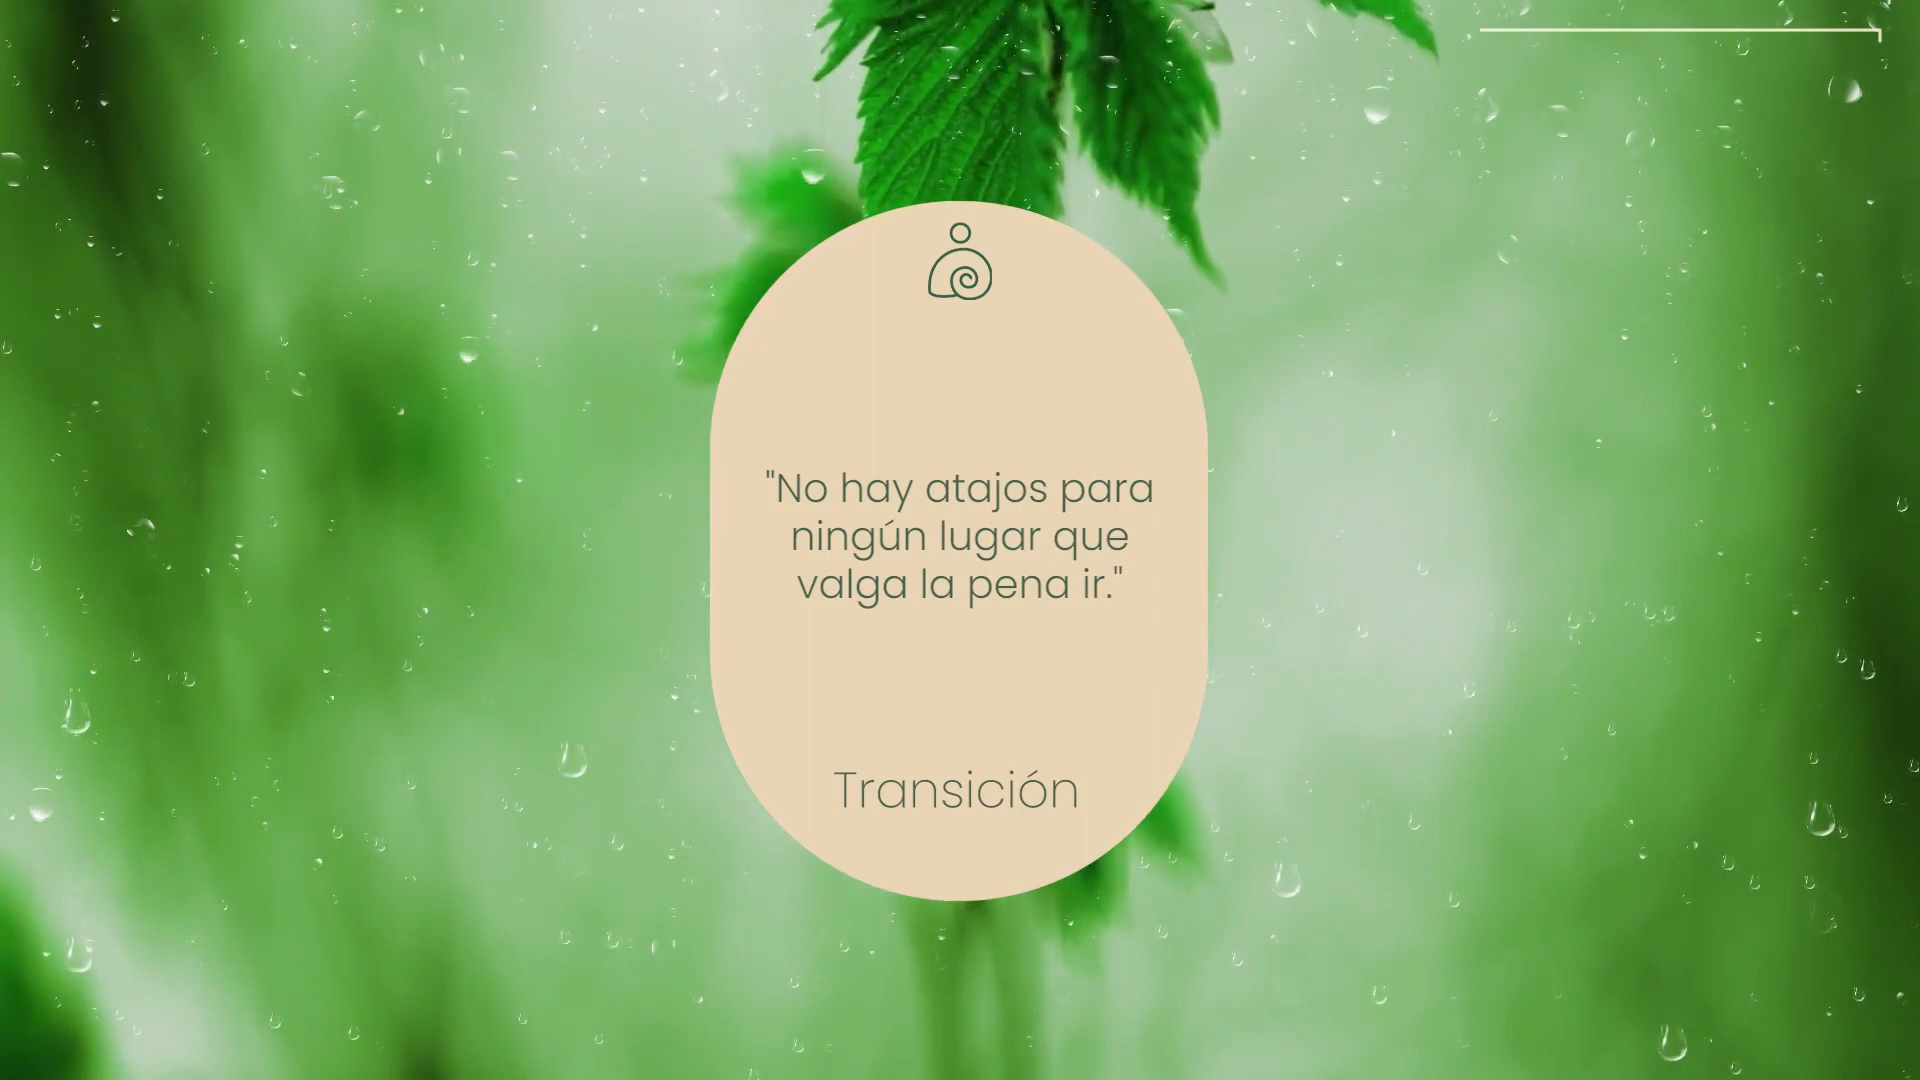 "No hay atajos para
ningún lugar que
valga la pena ir."
Transición